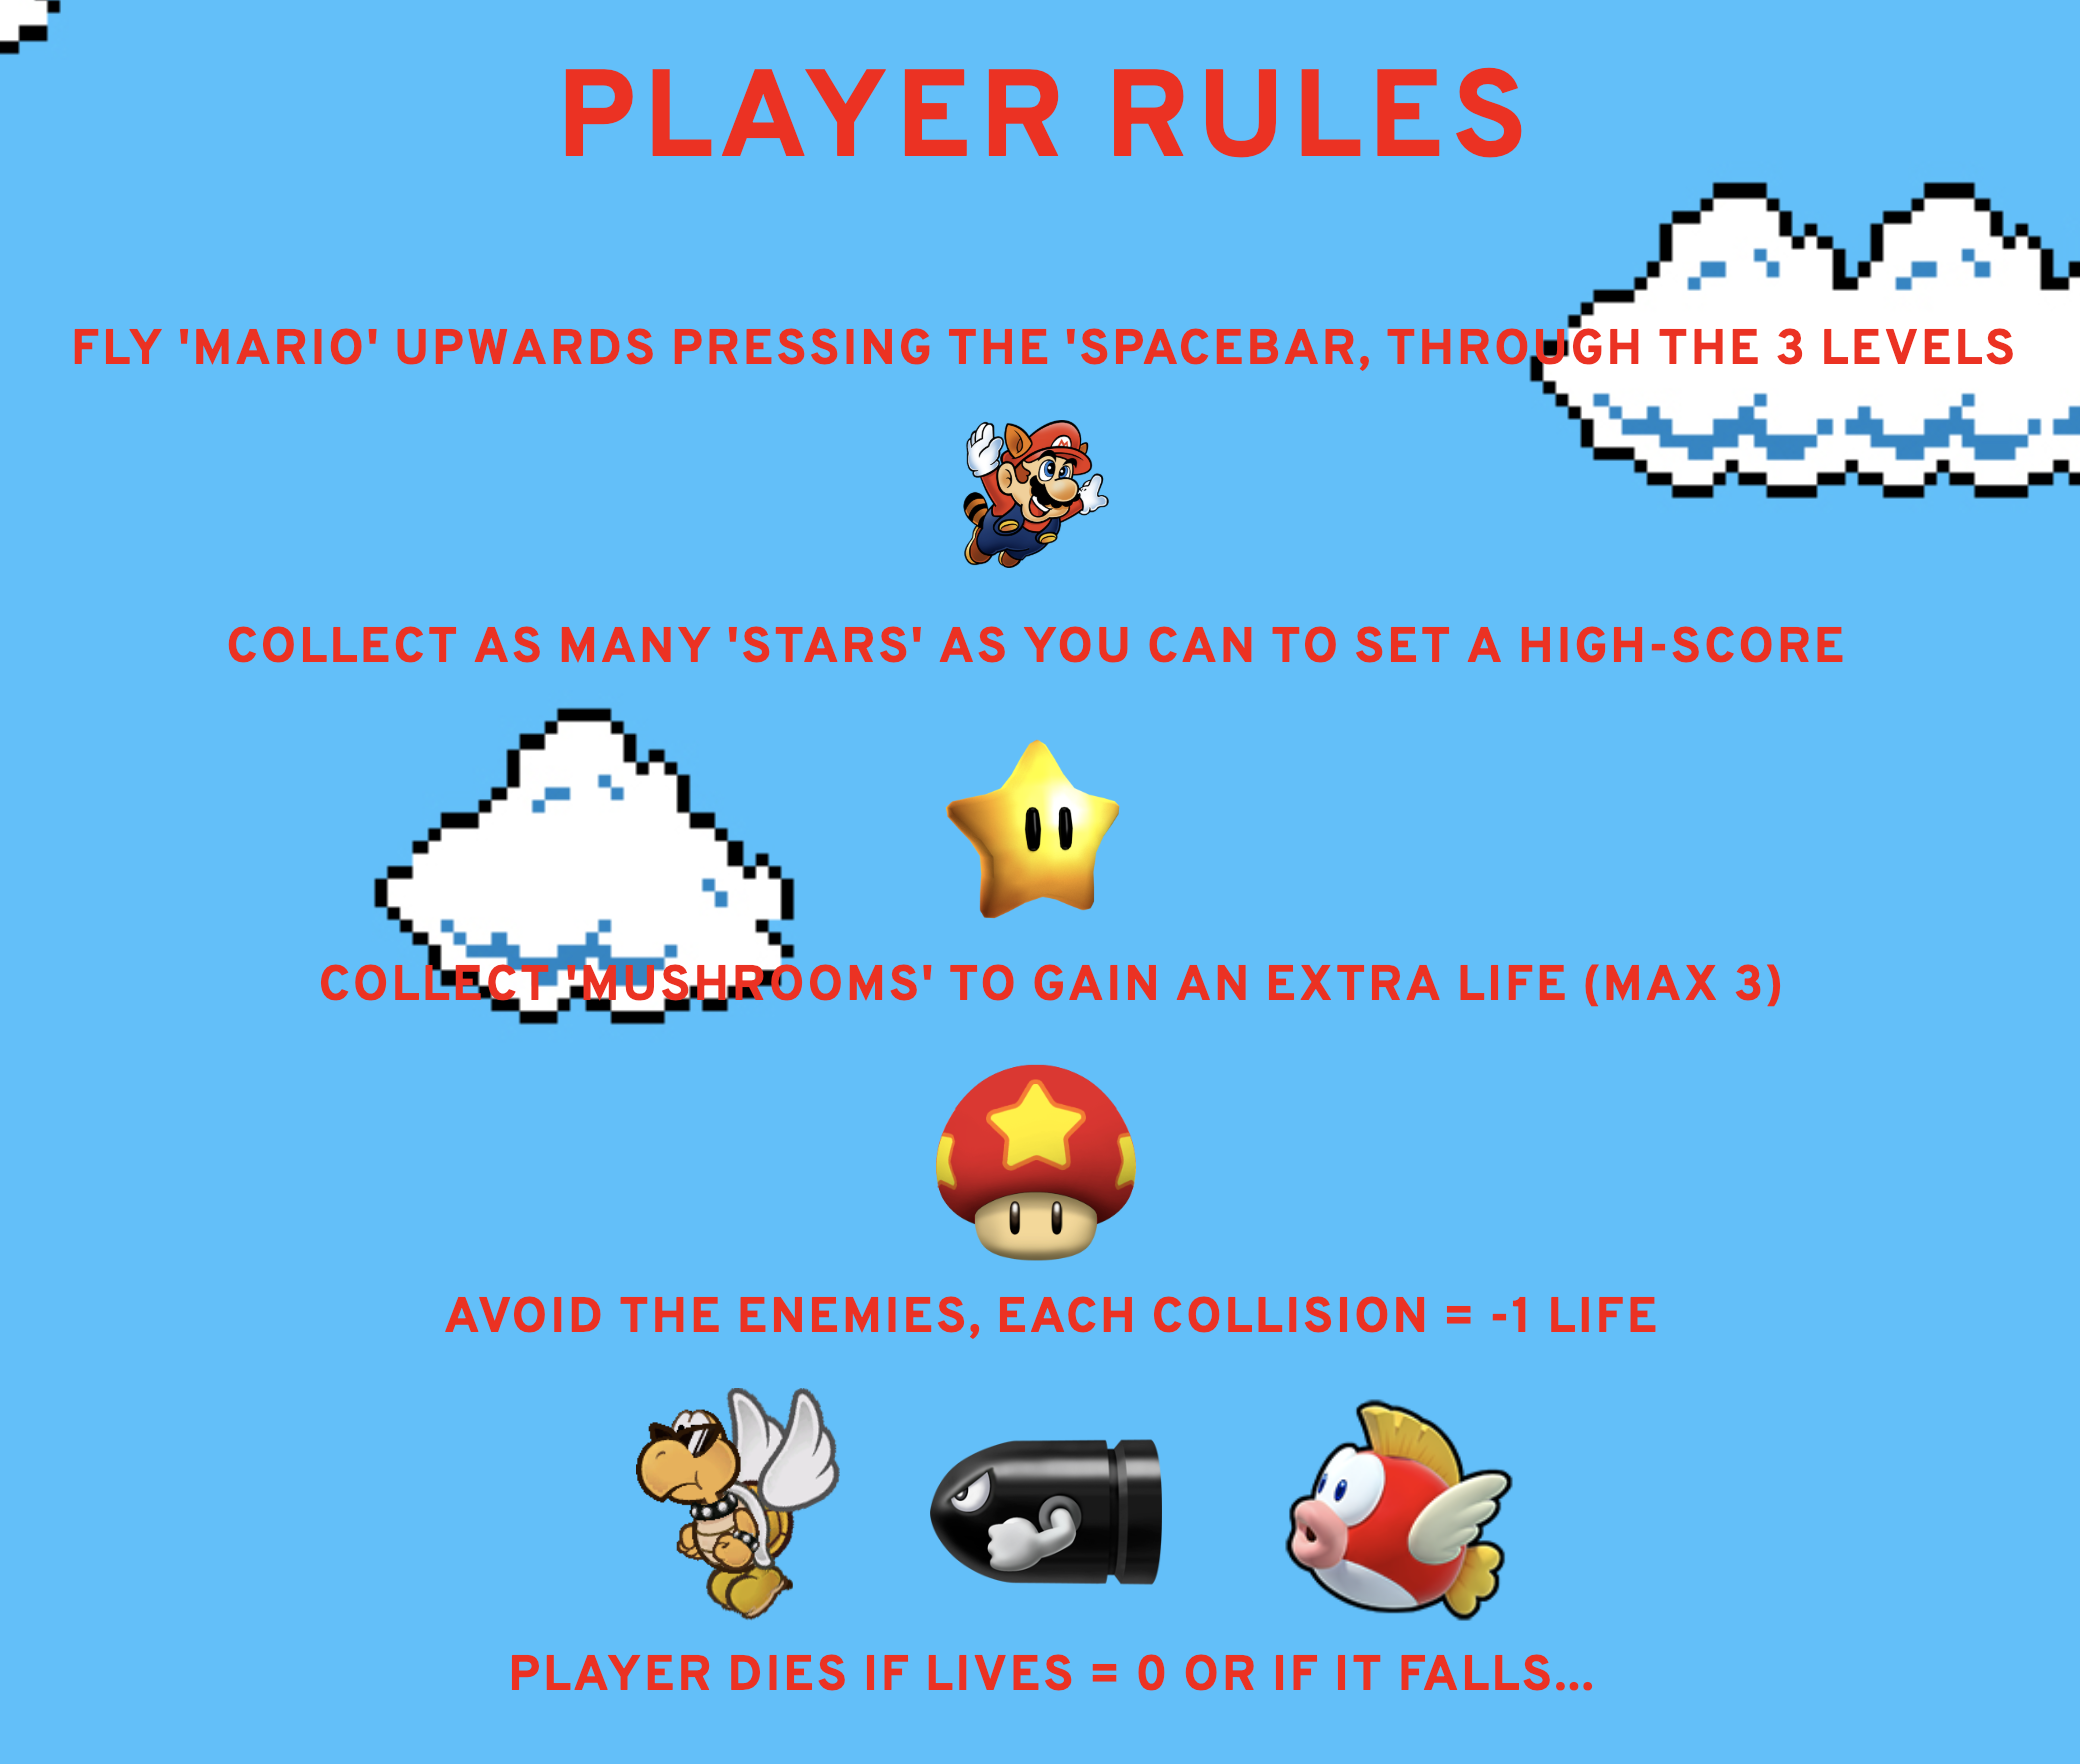 PLAYER RULES
FLY 'MARIO' UPWARDS PRESSING THE 'SPACEBAR, THROUGH THE 3 LEVELS
COLLECT AS MANY 'STARS' AS YOU CAN TO SET A HIGH-SCORE
COLLECT 'MUSHROOMS' TO GAIN AN EXTRA LIFE (MAX 3)
AVOID THE ENEMIES, EACH COLLISION = -1 LIFE
PLAYER DIES IF LIVES = 0 OR IF IT FALLS...